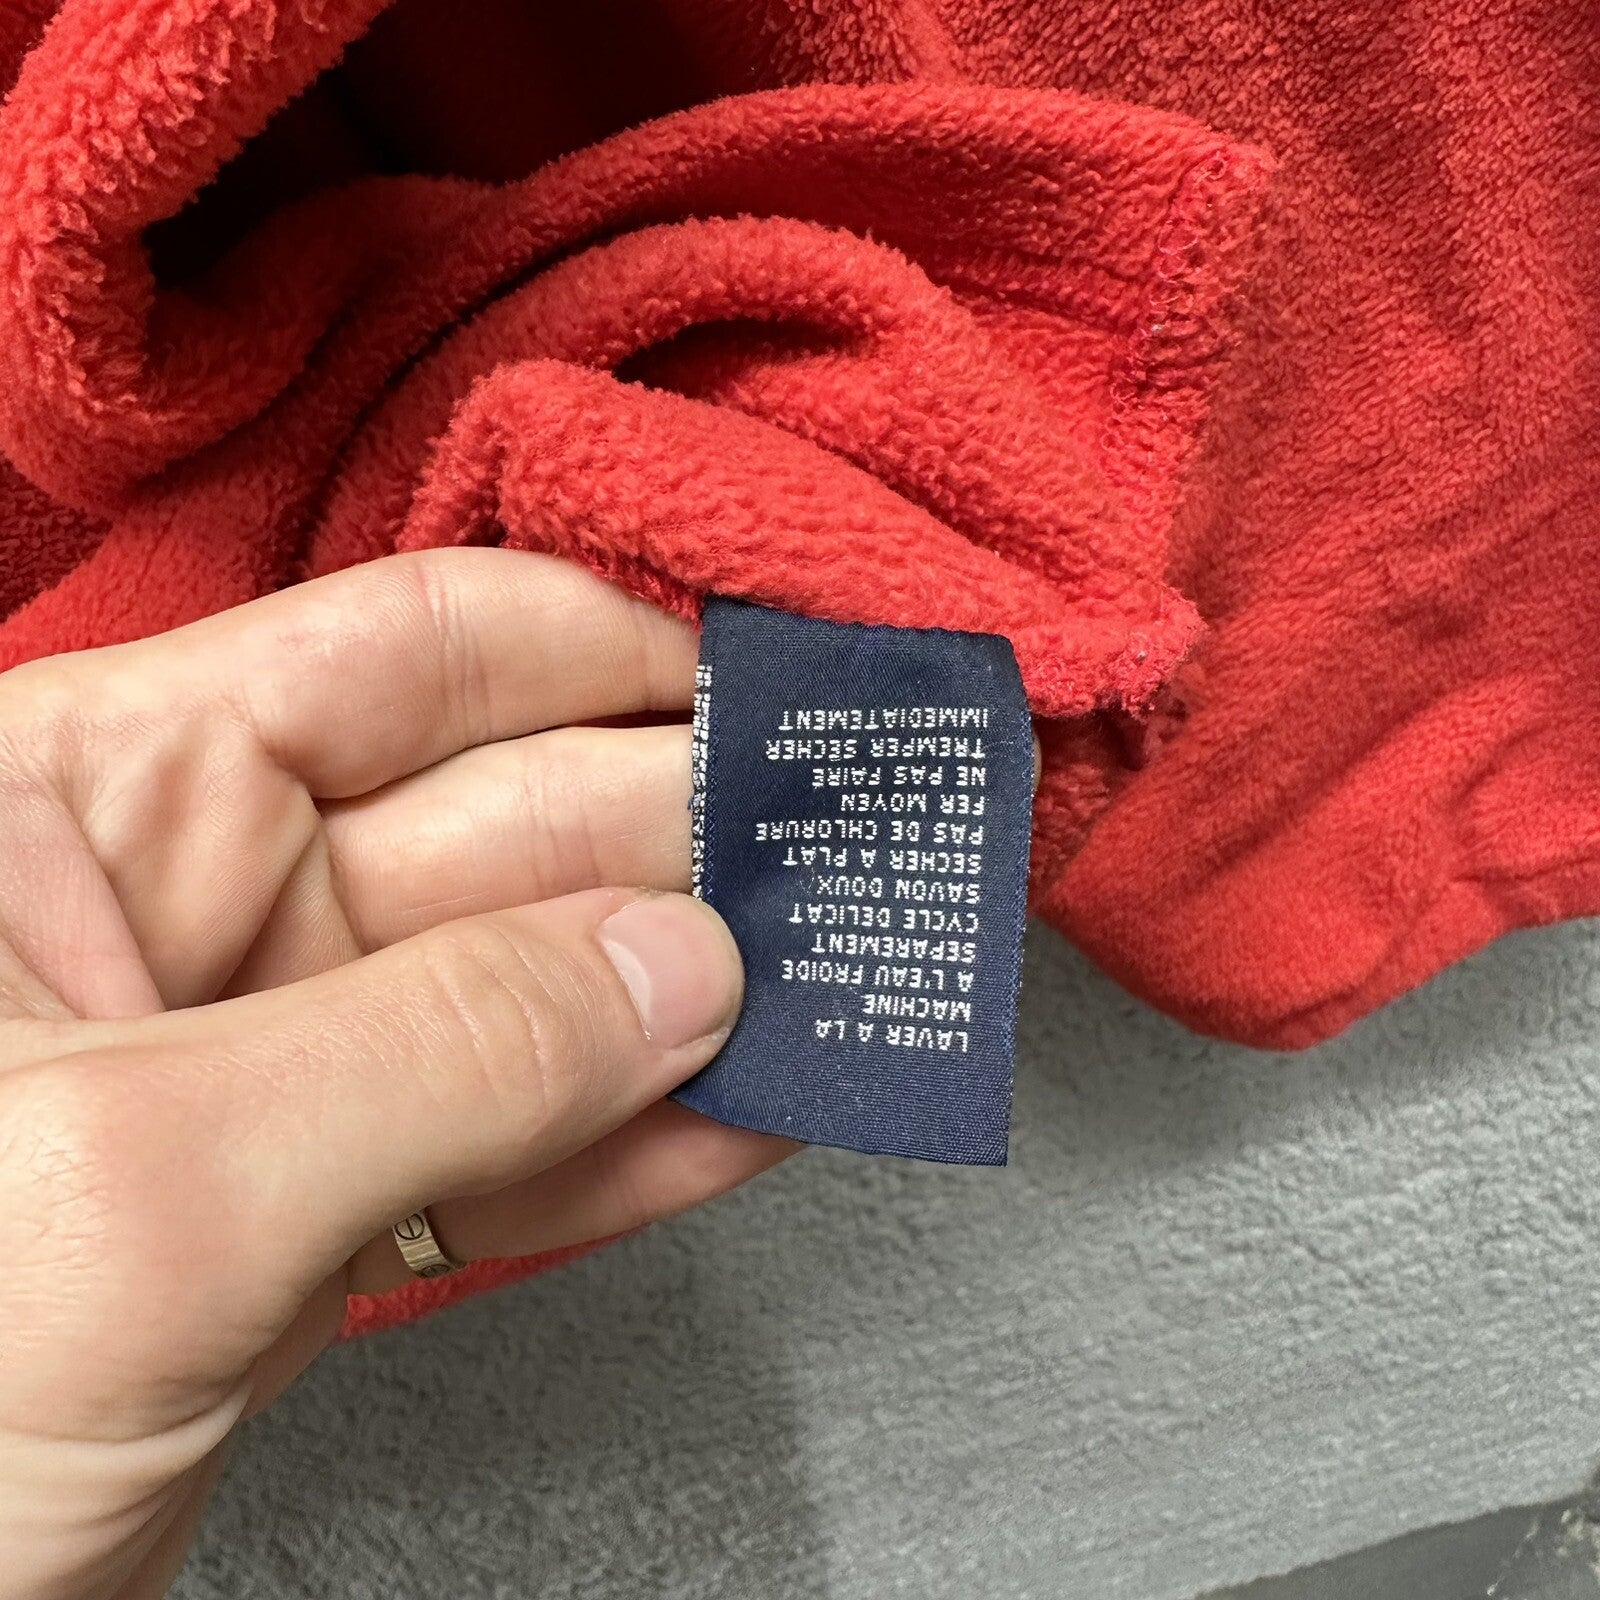 LAVER A LA
MACHINE
A L'EAU FROIDE
SEPAREMENT
CYCLE DELICAT
SAVON DOUX
SECHER A PLAT
PAS DE CHLORURE
FER MOYEN
NE PAS FAIRE
TREMPER SÉCHER
IMMEDIATEMENT